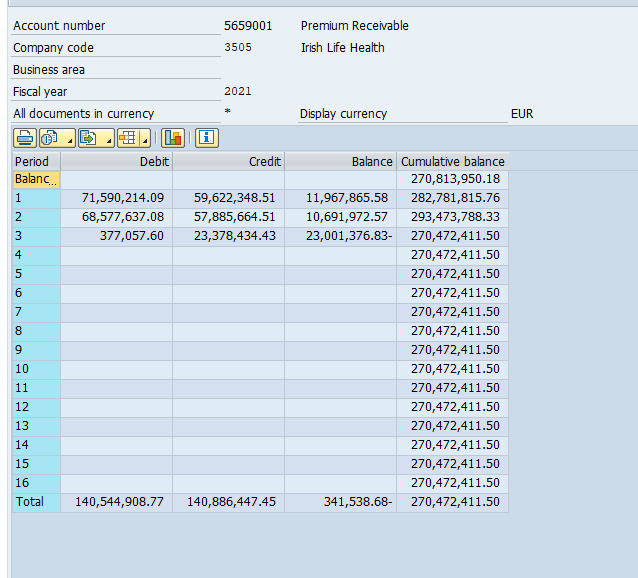 Account number 5659001 Premium Receivable
Company code 3505 Irish Life Health
Business area
Fiscal year 2021
All documents in currency * Display currency EUR
Period Debit Credit Balance Cumulative balance
Balanc... 270,813,950.18
1 71,590,214.09 59,622,348.51 11,967,865.58 282,781,815.76
2 68,577,637.08 57,885,664.51 10,691,972.57 293,473,788.33
3 377,057.60 23,378,434.43 23,001,376.83- 270,472,411.50
4 270,472,411.50
5 270,472,411.50
6 270,472,411.50
7 270,472,411.50
8 270,472,411.50
9 270,472,411.50
10 270,472,411.50
11 270,472,411.50
12 270,472,411.50
13 270,472,411.50
14 270,472,411.50
15 270,472,411.50
16 270,472,411.50
Total 140,544,908.77 140,886,447.45 341,538.68- 270,472,411.50